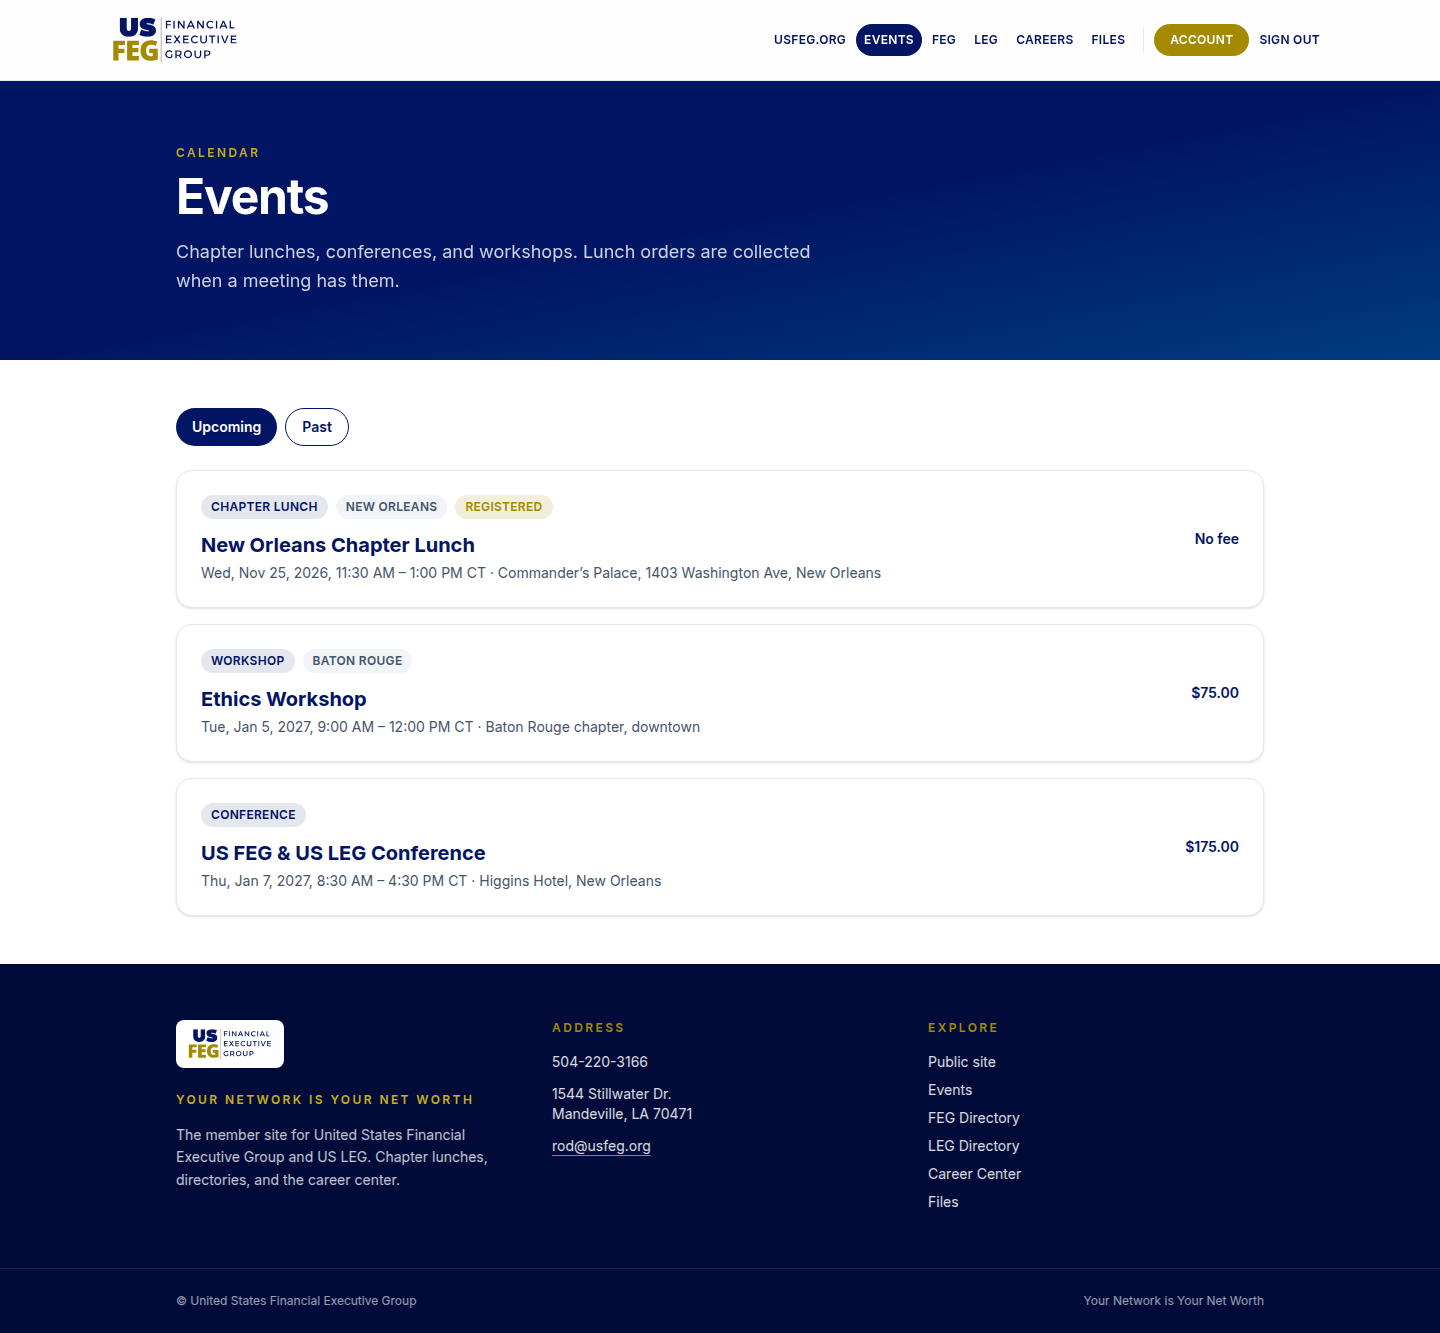 US FEG FINANCIAL EXECUTIVE GROUP
USFEG.ORG EVENTS FEG LEG CAREERS FILES ACCOUNT SIGN OUT
CALENDAR
Events
Chapter lunches, conferences, and workshops. Lunch orders are collected
when a meeting has them.
Upcoming Past
CHAPTER LUNCH NEW ORLEANS REGISTERED
New Orleans Chapter Lunch
No fee
Wed, Nov 25, 2026, 11:30 AM – 1:00 PM CT · Commander’s Palace, 1403 Washington Ave, New Orleans
WORKSHOP BATON ROUGE
Ethics Workshop
$75.00
Tue, Jan 5, 2027, 9:00 AM – 12:00 PM CT · Baton Rouge chapter, downtown
CONFERENCE
US FEG & US LEG Conference
$175.00
Thu, Jan 7, 2027, 8:30 AM – 4:30 PM CT · Higgins Hotel, New Orleans
US FEG FINANCIAL EXECUTIVE GROUP
YOUR NETWORK IS YOUR NET WORTH
The member site for United States Financial
Executive Group and US LEG. Chapter lunches,
directories, and the career center.
ADDRESS
504-220-3166
1544 Stillwater Dr.
Mandeville, LA 70471
rod@usfeg.org
EXPLORE
Public site
Events
FEG Directory
LEG Directory
Career Center
Files
© United States Financial Executive Group
Your Network is Your Net Worth